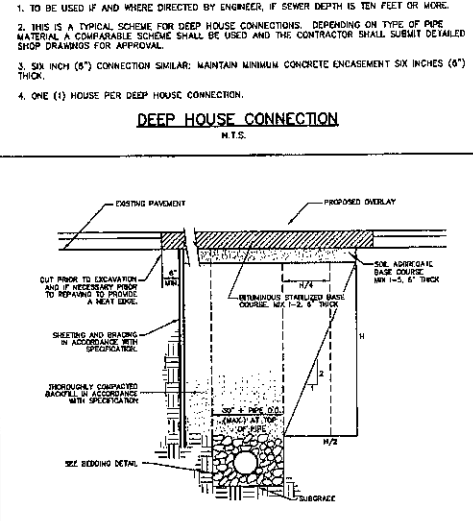 1. TO BE USED IF AND WHERE DIRECTED BY ENGINEER, IF SEWER DEPTH IS TEN FEET OR MORE.
2. THIS IS A TYPICAL SCHEME FOR DEEP HOUSE CONNECTIONS. DEPENDING ON TYPE OF PIPE
MATERIAL A COMPARABLE SCHEME SHALL BE USED AND THE CONTRACTOR SHALL SUBMIT DETAILED
SHOP DRAWINGS FOR APPROVAL.
3. SIX INCH (6") CONNECTION SIMILAR; MAINTAIN MINIMUM CONCRETE ENCASEMENT SIX INCHES (6")
THICK.
4. ONE (1) HOUSE PER DEEP HOUSE CONNECTION.
DEEP HOUSE CONNECTION
N.T.S.
EXISTING PAVEMENT
PROPOSED OVERLAY
CUT PRIOR TO EXCAVATION
AND IF NECESSARY PRIOR
TO REPAVING TO PROVIDE
A NEAT EDGE.
6"
MIN.
H/4
SOIL AGGREGATE
BASE COURSE
MIX I-5, 6" THICK
BITUMINOUS STABILIZED BASE
COURSE, MIX I-2, 6" THICK
SHEETING AND BRACING
IN ACCORDANCE WITH
SPECIFICATION.
H
2
1
THOROUGHLY COMPACTED
BACKFILL IN ACCORDANCE
WITH SPECIFICATION
30" + PIPE O.D.
(MAX.) AT TOP
OF PIPE
H/2
SEE BEDDING DETAIL
SUBGRADE